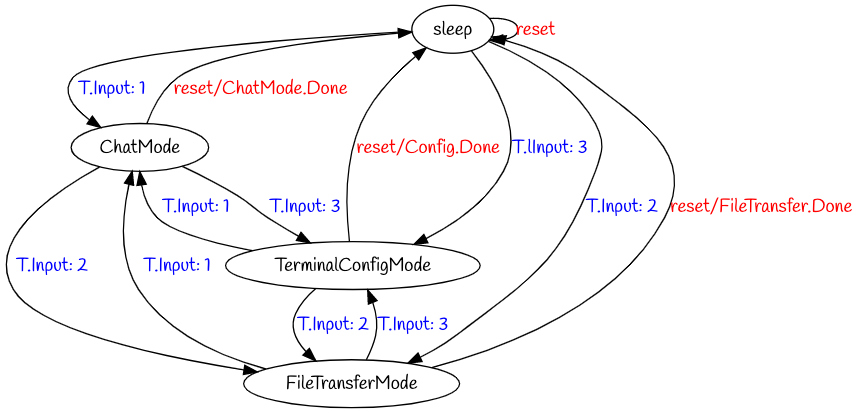 sleep
reset
T.Input: 1
reset/ChatMode.Done
ChatMode
reset/Config.Done
T.lInput: 3
T.Input: 1
T.Input: 3
T.Input: 2
reset/FileTransfer.Done
T.Input: 2
T.Input: 1
TerminalConfigMode
T.Input: 2
T.Input: 3
FileTransferMode